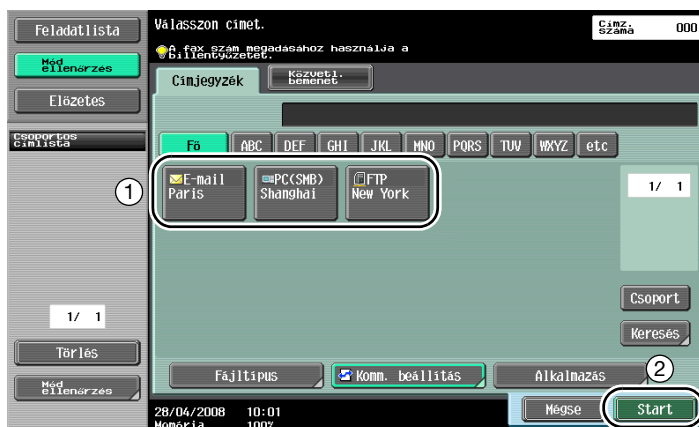 Feladatlista
Mód
ellenőrzés
Előzetes
Csoportos
címlista
1/ 1
Törlés
Mód
ellenőrzés
Válasszon címet.
A fax szám megadásához használja a
billentyűzetet.
Címz.
száma
000
Címjegyzék
Közvetl.
bemenet
Fő ABC DEF GHI JKL MNO PQRS TUV WXYZ etc
1
E-mail
Paris
PC(SMB)
Shanghai
FTP
New York
1/ 1
Csoport
Keresés
Fájltípus
Komm. beállítás
Alkalmazás
2
28/04/2008 10:01
Memória 100%
Mégse
Start